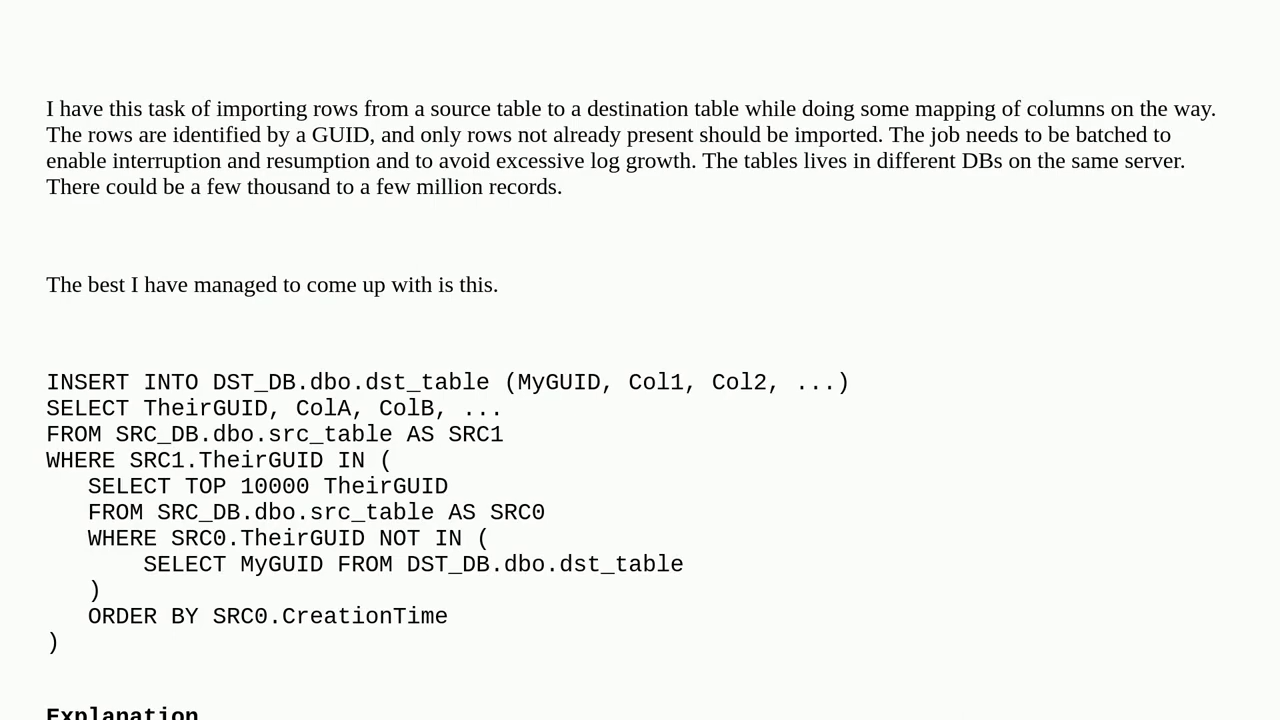 I have this task of importing rows from a source table to a destination table while doing some mapping of columns on the way.
The rows are identified by a GUID, and only rows not already present should be imported. The job needs to be batched to
enable interruption and resumption and to avoid excessive log growth. The tables lives in different DBs on the same server.
There could be a few thousand to a few million records.
The best I have managed to come up with is this.
INSERT INTO DST_DB.dbo.dst_table (MyGUID, Col1, Col2, ...)
SELECT TheirGUID, ColA, ColB, ...
FROM SRC_DB.dbo.src_table AS SRC1
WHERE SRC1.TheirGUID IN (
   SELECT TOP 10000 TheirGUID
   FROM SRC_DB.dbo.src_table AS SRC0
   WHERE SRC0.TheirGUID NOT IN (
       SELECT MyGUID FROM DST_DB.dbo.dst_table
   )
   ORDER BY SRC0.CreationTime
)
Explanation